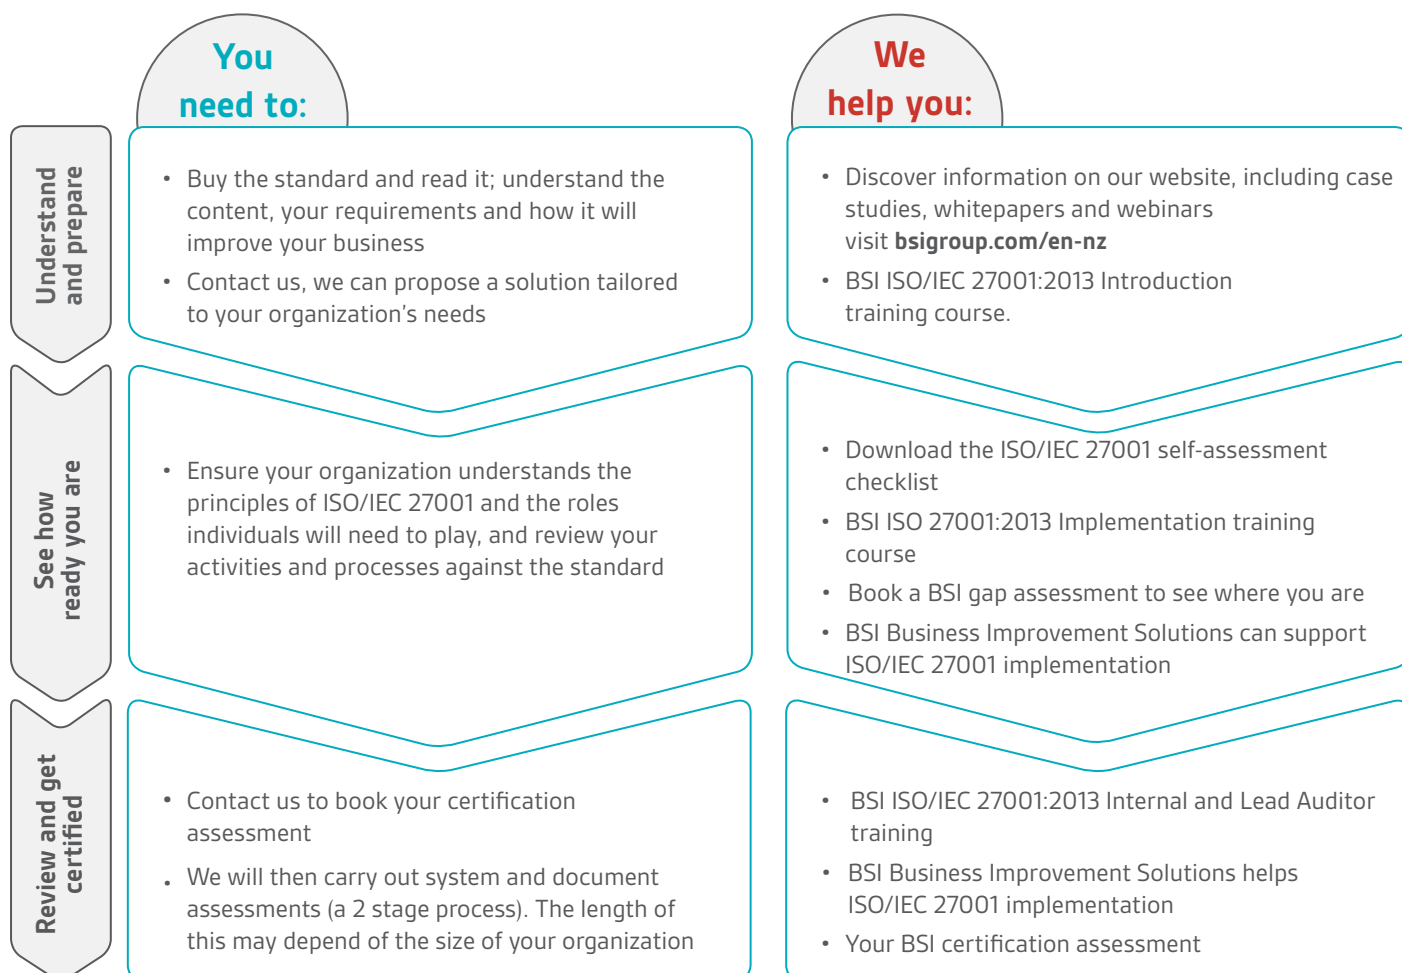 You
need to:
We
help you:
Understand
and prepare
• Buy the standard and read it; understand the
content, your requirements and how it will
improve your business
• Contact us, we can propose a solution tailored
to your organization's needs
• Discover information on our website, including case
studies, whitepapers and webinars
visit bsigroup.com/en-nz
• BSI ISO/IEC 27001:2013 Introduction
training course.
See how
ready you are
• Ensure your organization understands the
principles of ISO/IEC 27001 and the roles
individuals will need to play, and review your
activities and processes against the standard
• Download the ISO/IEC 27001 self-assessment
checklist
• BSI ISO 27001:2013 Implementation training
course
• Book a BSI gap assessment to see where you are
• BSI Business Improvement Solutions can support
ISO/IEC 27001 implementation
Review and get
certified
• Contact us to book your certification
assessment
• We will then carry out system and document
assessments (a 2 stage process). The length of
this may depend of the size of your organization
• BSI ISO/IEC 27001:2013 Internal and Lead Auditor
training
• BSI Business Improvement Solutions helps
ISO/IEC 27001 implementation
• Your BSI certification assessment